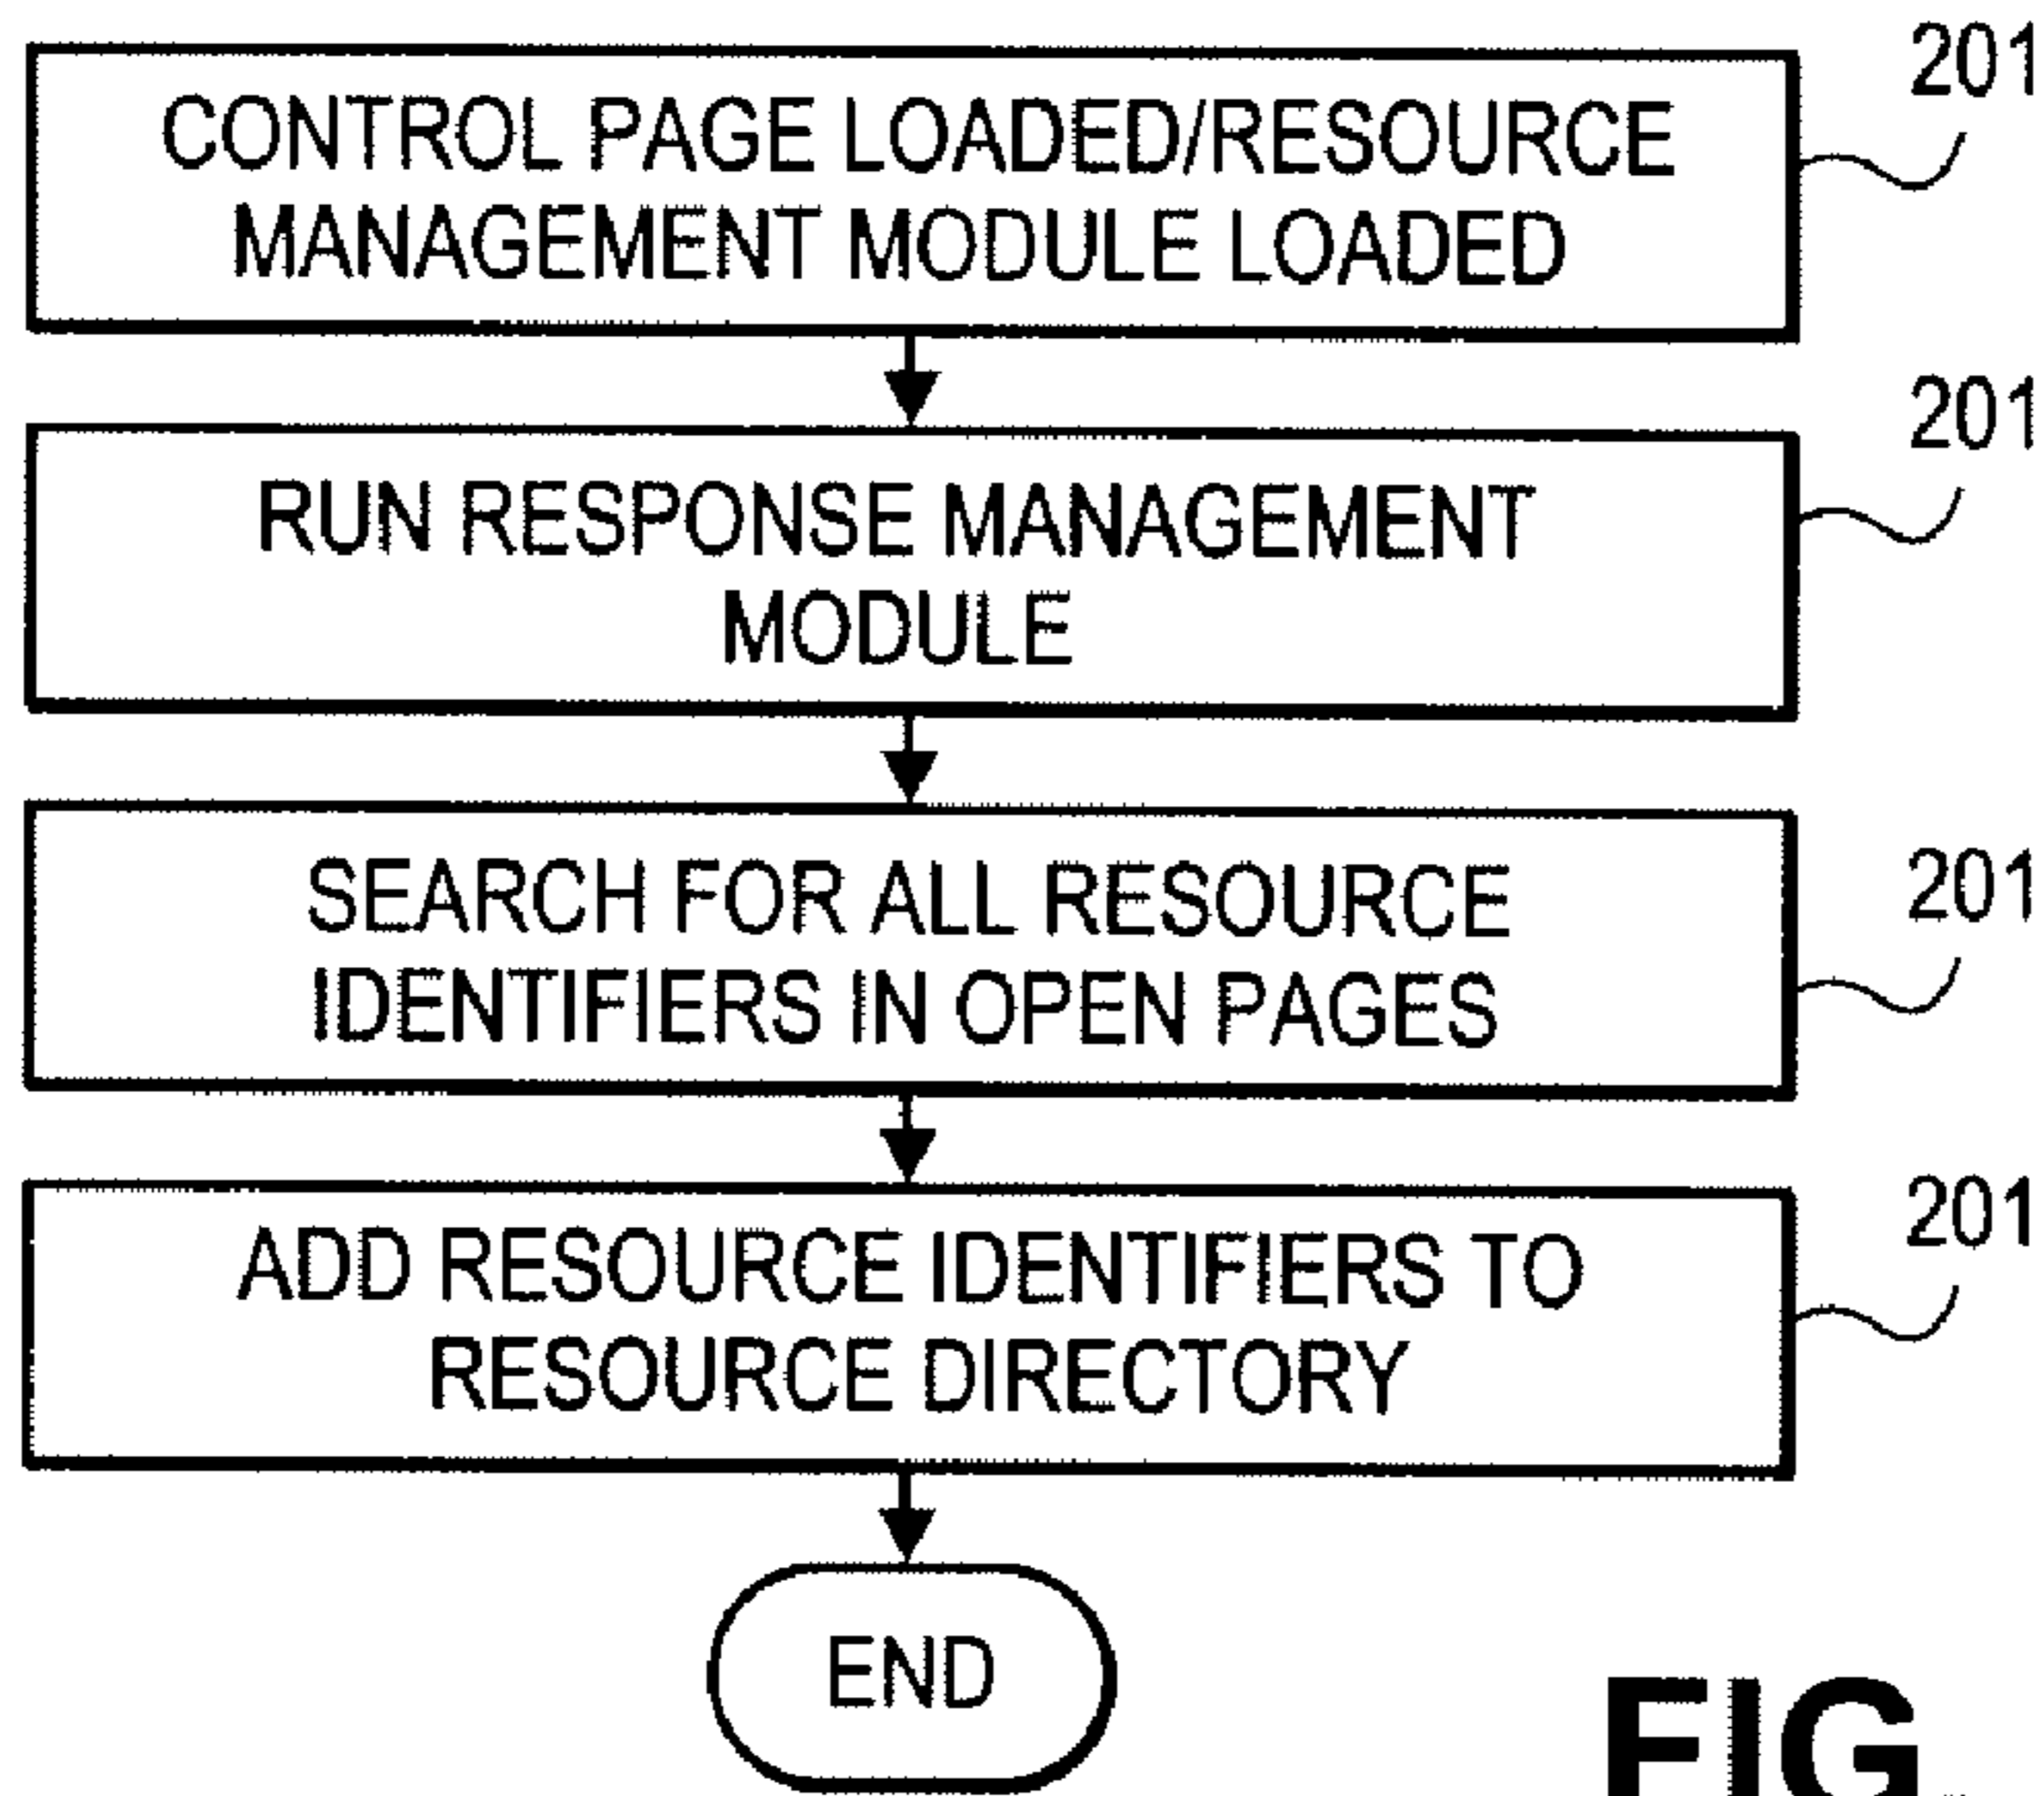 201
CONTROL PAGE LOADED/RESOURCE
MANAGEMENT MODULE LOADED
201
RUN RESPONSE MANAGEMENT
MODULE
201
SEARCH FOR ALL RESOURCE
IDENTIFIERS IN OPEN PAGES
201
ADD RESOURCE IDENTIFIERS TO
RESOURCE DIRECTORY
END
FIG.